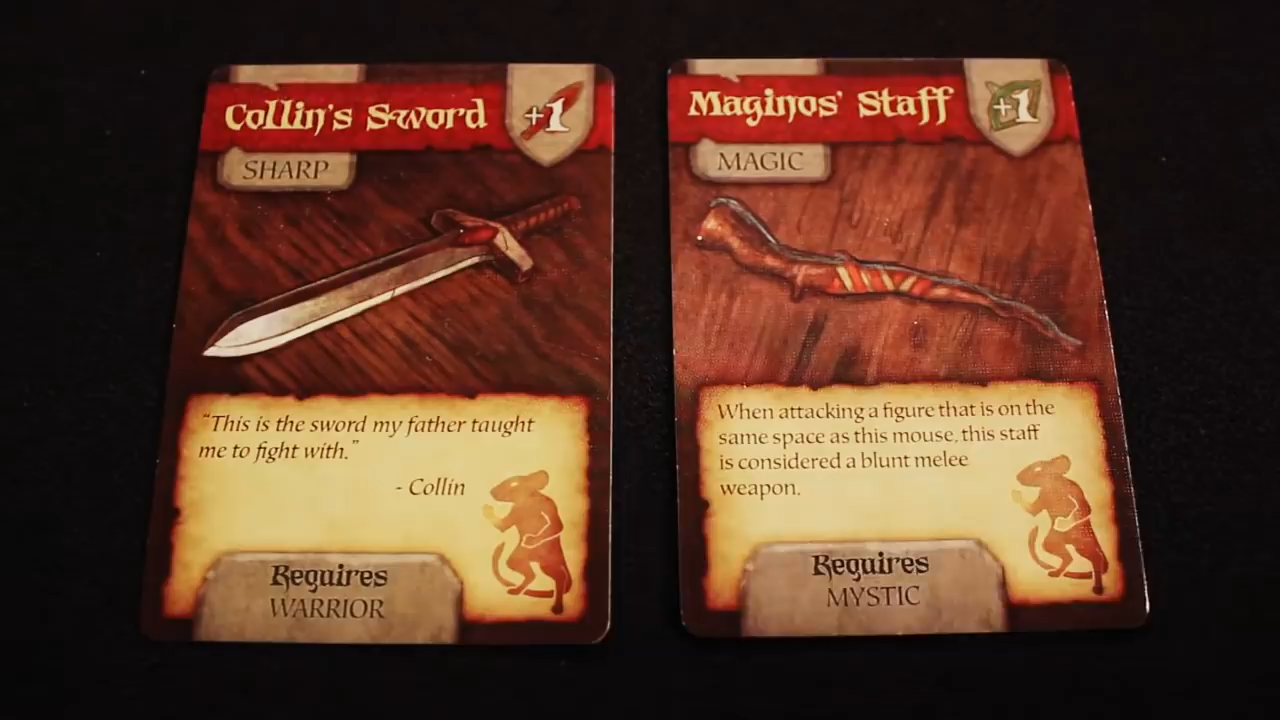 Collin's Sword
+1
SHARP
"This is the sword my father taught
me to fight with."
- Collin
Requires
WARRIOR
Maginos' Staff
+1
MAGIC
When attacking a figure that is on the
same space as this mouse, this staff
is considered a blunt melee
weapon.
Requires
MYSTIC